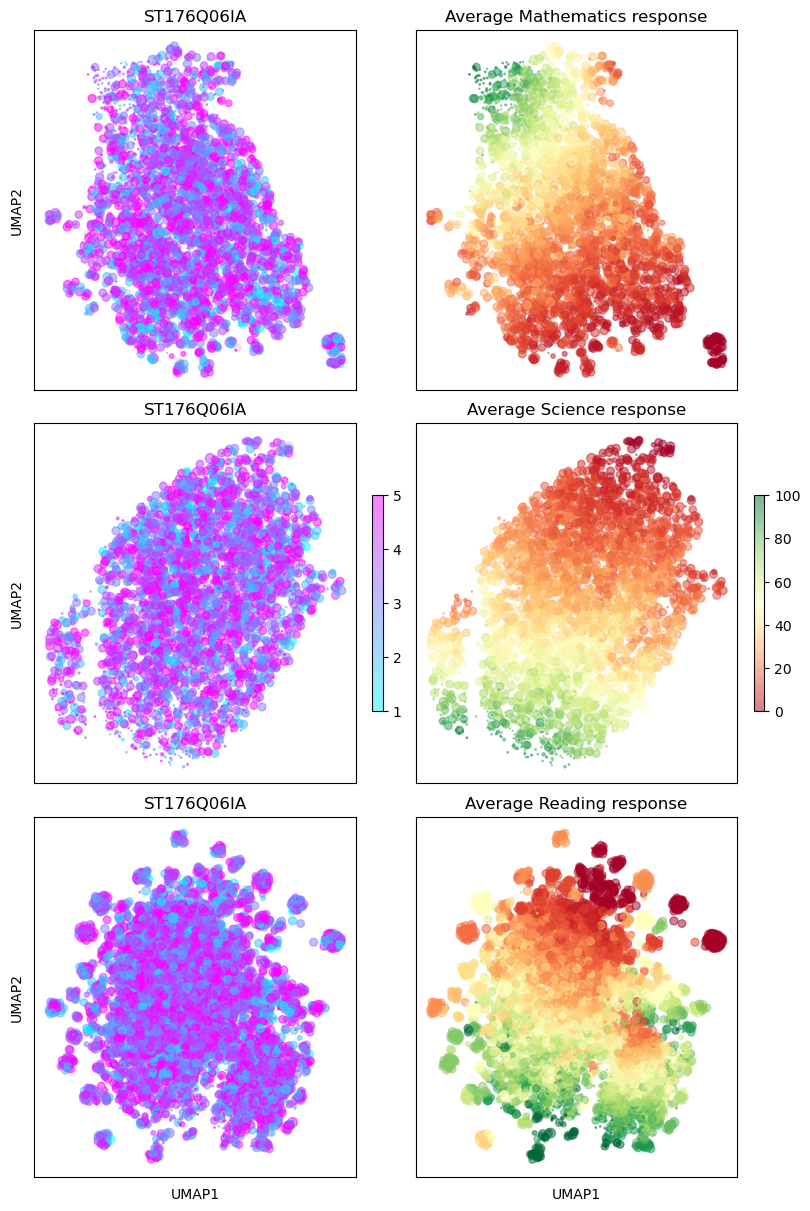 ST176Q06IA
Average Mathematics response
UMAP2
ST176Q06IA
Average Science response
UMAP2
5
4
3
2
1
100
80
60
40
20
0
ST176Q06IA
Average Reading response
UMAP2
UMAP1
UMAP1